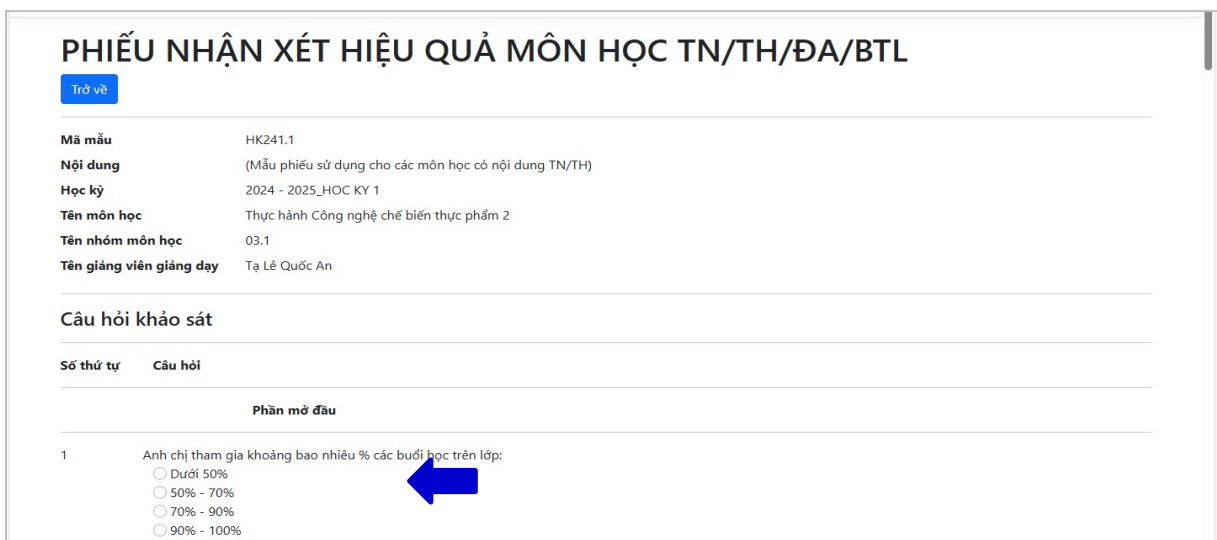 PHIẾU NHẬN XÉT HIỆU QUẢ MÔN HỌC TN/TH/ĐA/BTL
Trở về
Mã mẫu HK241.1
Nội dung (Mẫu phiếu sử dụng cho các môn học có nội dung TN/TH)
Học kỳ 2024 - 2025_HOC KY 1
Tên môn học Thực hành Công nghệ chế biến thực phẩm 2
Tên nhóm môn học 03.1
Tên giảng viên giảng dạy Tạ Lê Quốc An
Câu hỏi khảo sát
Số thứ tự Câu hỏi
Phần mở đầu
1 Anh chị tham gia khoảng bao nhiêu % các buổi học trên lớp:
Dưới 50%
50% - 70%
70% - 90%
90% - 100%